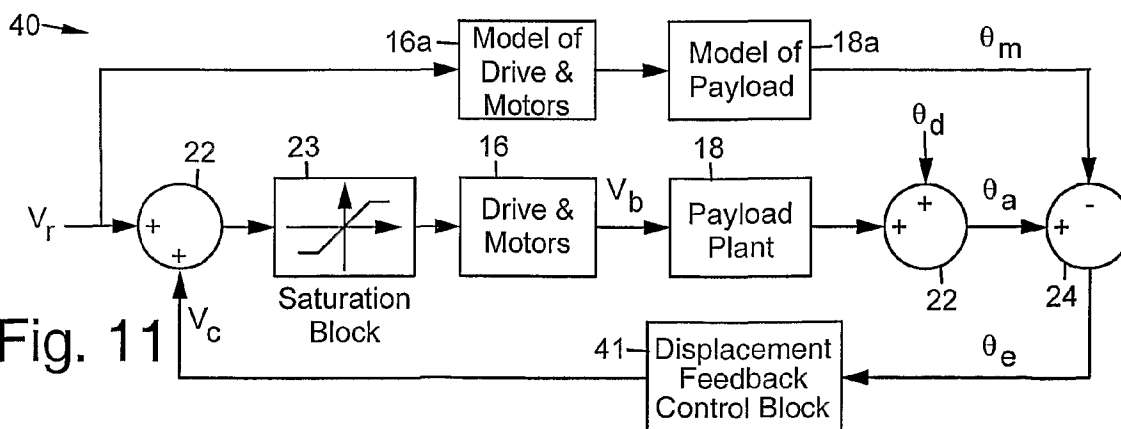 40
16a
Model of
Drive &
Motors
Model of
Payload
18a
θm
θd
22
23
16
18
Vr
+
+
Drive &
Motors
Vb
Payload
Plant
+
+
θa
-
+
22
24
Saturation
Block
Vc
Fig. 11
41
Displacement
Feedback
Control Block
θe